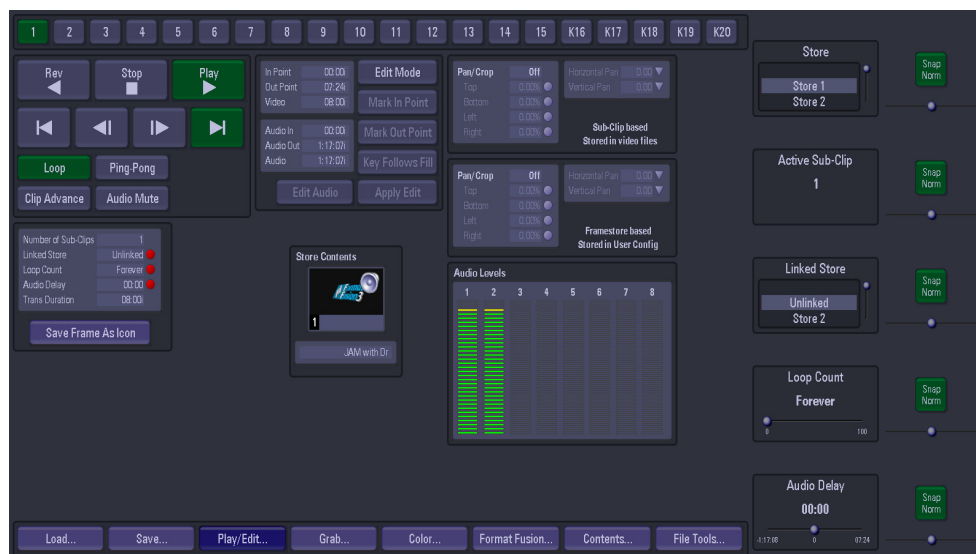 1 2 3 4 5 6 7 8 9 10 11 12 13 14 15 K16 K17 K18 K19 K20
Rev Stop Play
Loop Ping-Pong
Clip Advance Audio Mute
In Point 00:00i
Out Point 07:24i
Video 08:00i
Audio In 00:00i
Audio Out 1:17:07i
Audio 1:17:07i
Edit Mode
Mark In Point
Mark Out Point
Key Follows Fill
Edit Audio Apply Edit
Pan/Crop Off
Top 0.00%
Bottom 0.00%
Left 0.00%
Right 0.00%
Horizontal Pan 0.00
Vertical Pan 0.00
Sub-Clip based
Stored in video files
Pan/Crop Off
Top 0.00%
Bottom 0.00%
Left 0.00%
Right 0.00%
Horizontal Pan 0.00
Vertical Pan 0.00
Framestore based
Stored in User Config
Number of Sub-Clips 1
Linked Store Unlinked
Loop Count Forever
Audio Delay 00:00
Trans Duration 08:00i
Save Frame As Icon
Store Contents
1
JAM with Dr
Audio Levels
1 2 3 4 5 6 7 8
Store
Store 1
Store 2
Snap
Norm
Active Sub-Clip
1
Snap
Norm
Linked Store
Unlinked
Store 2
Snap
Norm
Loop Count
Forever
0 100
Snap
Norm
Audio Delay
00:00
-1:17:08 0 07:24
Snap
Norm
Load... Save... Play/Edit... Grab... Color... Format Fusion... Contents... File Tools...